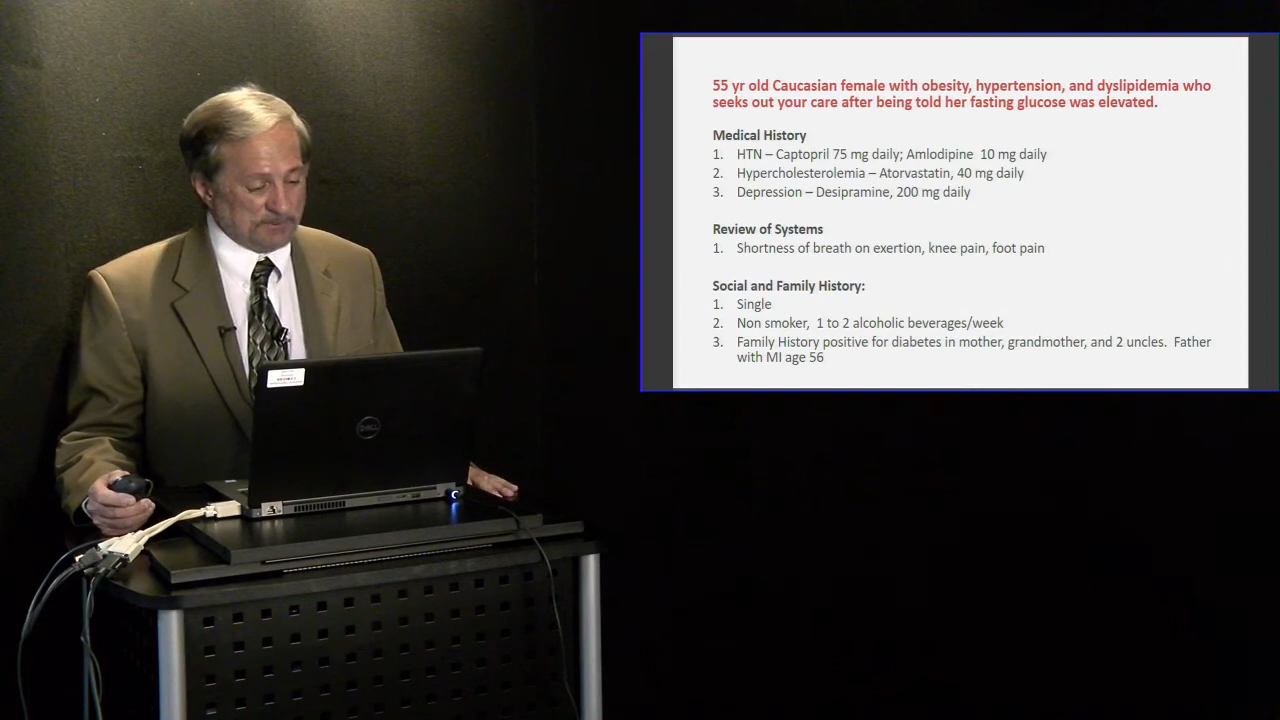 55 yr old Caucasian female with obesity, hypertension, and dyslipidemia who
seeks out your care after being told her fasting glucose was elevated.
Medical History
1. HTN – Captopril 75 mg daily; Amlodipine 10 mg daily
2. Hypercholesterolemia – Atorvastatin, 40 mg daily
3. Depression – Desipramine, 200 mg daily
Review of Systems
1. Shortness of breath on exertion, knee pain, foot pain
Social and Family History:
1. Single
2. Non smoker, 1 to 2 alcoholic beverages/week
3. Family History positive for diabetes in mother, grandmother, and 2 uncles. Father
with MI age 56
DELL